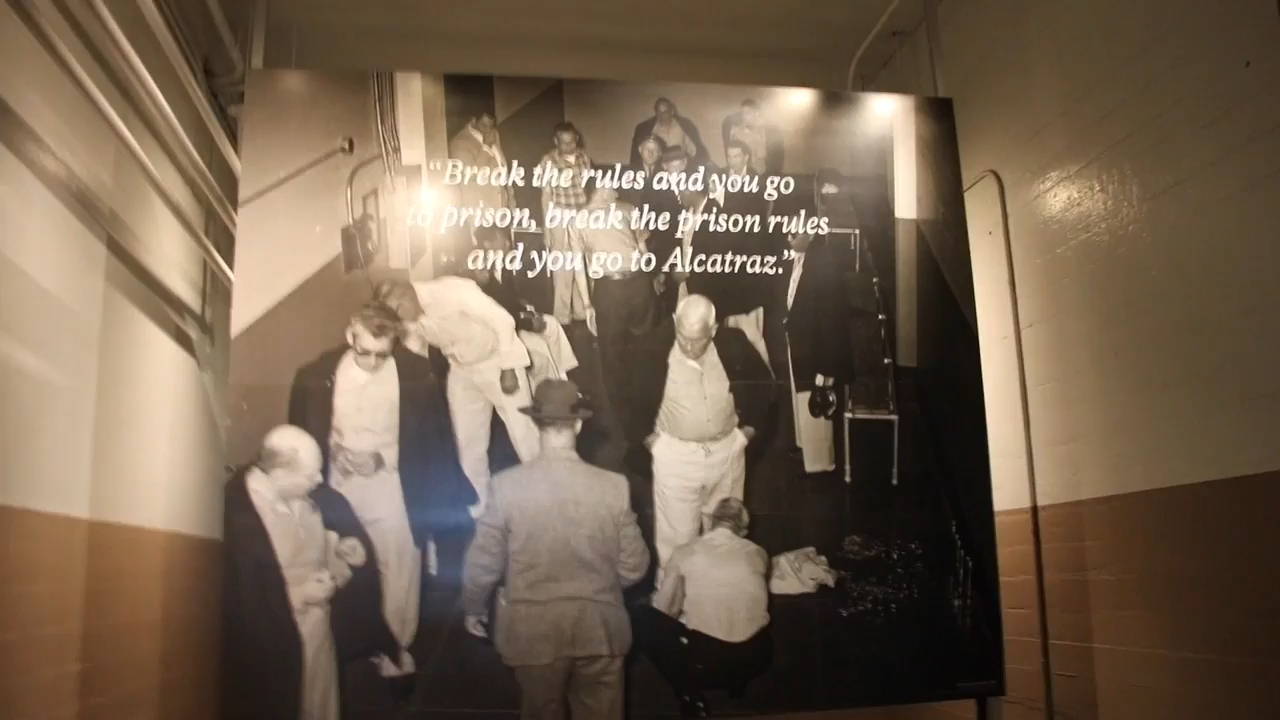 “Break the rules and you go
to prison, break the prison rules
and you go to Alcatraz.”